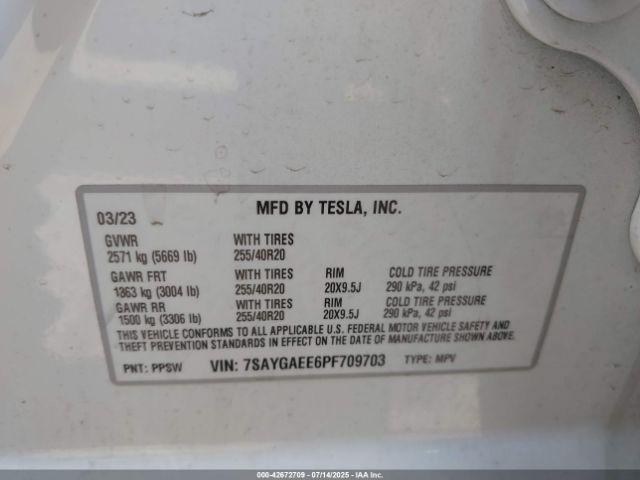 03/23 MFD BY TESLA, INC.
GVWR WITH TIRES
2571 kg (5669 lb) 255/40R20
GAWR FRT WITH TIRES RIM COLD TIRE PRESSURE
1363 kg (3004 lb) 255/40R20 20X9.5J 290 kPa, 42 psi
GAWR RR WITH TIRES RIM COLD TIRE PRESSURE
1500 kg (3306 lb) 255/40R20 20X9.5J 290 kPa, 42 psi
THIS VEHICLE CONFORMS TO ALL APPLICABLE U.S. FEDERAL MOTOR VEHICLE SAFETY AND
THEFT PREVENTION STANDARDS IN EFFECT ON THE DATE OF MANUFACTURE SHOWN ABOVE.
PNT: PPSW VIN: 7SAYGAEE6PF709703 TYPE: MPV
000-42672709 - 07/14/2025 - IAA Inc.